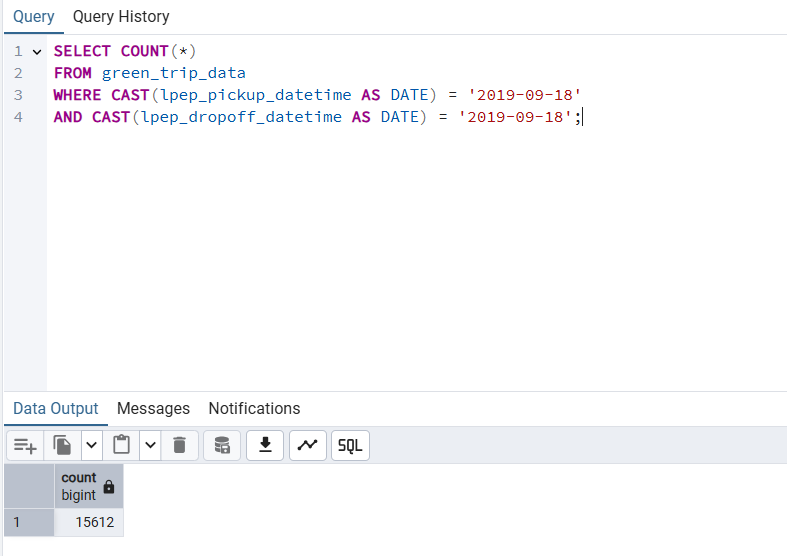 Query Query History
1 SELECT COUNT(*)
2 FROM green_trip_data
3 WHERE CAST(lpep_pickup_datetime AS DATE) = '2019-09-18'
4 AND CAST(lpep_dropoff_datetime AS DATE) = '2019-09-18';
Data Output Messages Notifications
SQL
count
bigint
1 15612